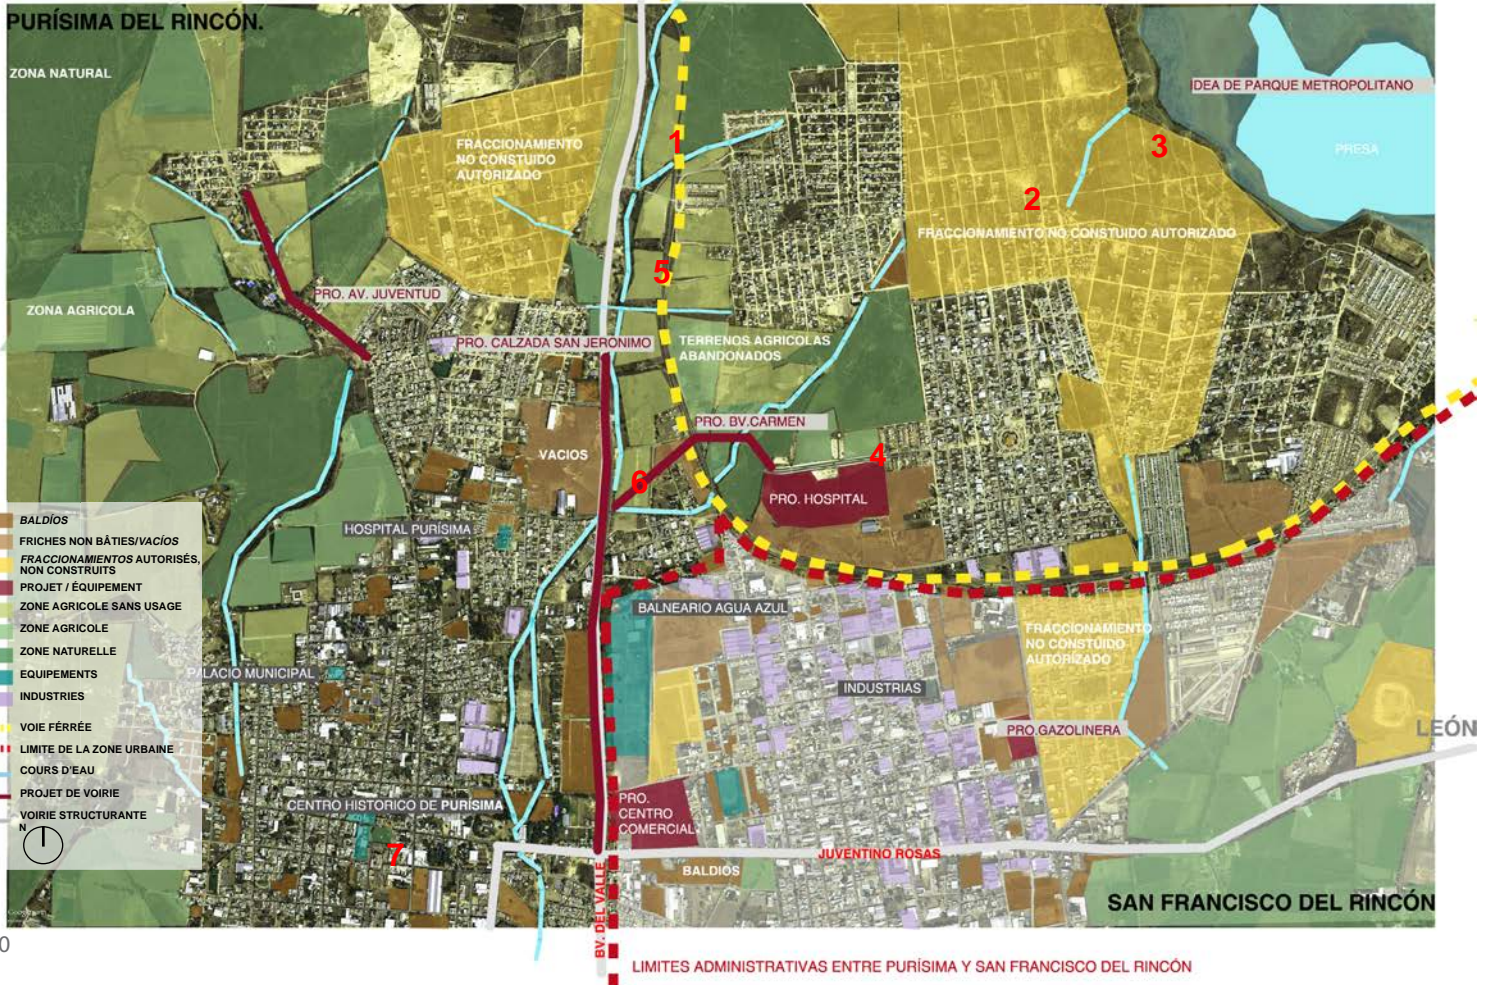 PURÍSIMA DEL RINCÓN.
ZONA NATURAL
IDEA DE PARQUE METROPOLITANO
PRESA
FRACCIONAMIENTO
NO CONSTUIDO
AUTORIZADO
1
3
2
FRACCIONAMIENTO NO CONSTUIDO AUTORIZADO
5
PRO. AV. JUVENTUD
ZONA AGRICOLA
PRO. CALZADA SAN JERONIMO
TERRENOS AGRICOLAS
ABANDONADOS
PRO. BV.CARMEN
VACIOS
4
6
PRO. HOSPITAL
HOSPITAL PURÍSIMA
BALDÍOS
FRICHES NON BÂTIES/VACÍOS
FRACCIONAMIENTOS AUTORISÉS,
NON CONSTRUITS
PROJET / ÉQUIPEMENT
ZONE AGRICOLE SANS USAGE
ZONE AGRICOLE
ZONE NATURELLE
EQUIPEMENTS
INDUSTRIES
VOIE FÉRRÉE
LIMITE DE LA ZONE URBAINE
COURS D'EAU
PROJET DE VOIRIE
VOIRIE STRUCTURANTE
N
BALNEARIO AGUA AZUL
FRACCIONAMIENTO
NO CONSTUIDO
AUTORIZADO
PALACIO MUNICIPAL
INDUSTRIAS
PRO.GAZOLINERA
LEÓN
CENTRO HISTORICO DE PURÍSIMA
PRO.
CENTRO
COMERCIAL
7
JUVENTINO ROSAS
BALDIOS
BV. DEL VALLE
SAN FRANCISCO DEL RINCÓN
0
LIMITES ADMINISTRATIVAS ENTRE PURÍSIMA Y SAN FRANCISCO DEL RINCÓN